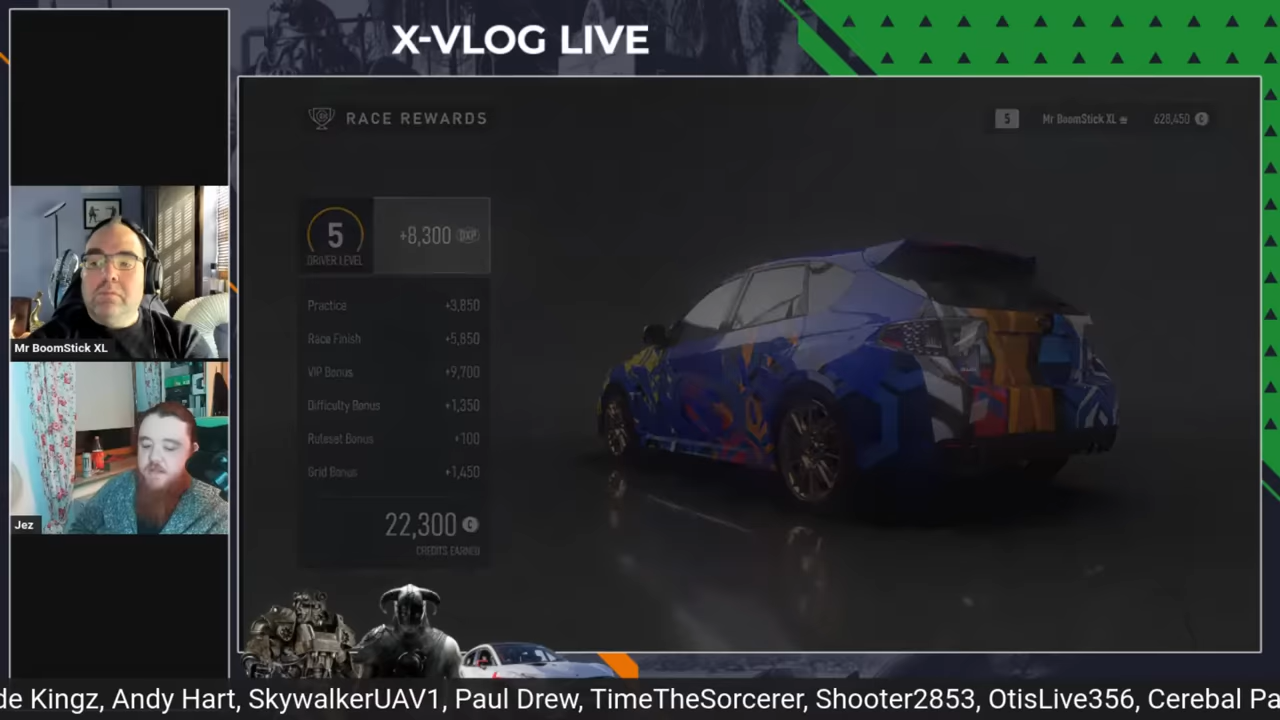 X-VLOG LIVE
RACE REWARDS
5 Mr BoomStick XL 628,450
5
DRIVER LEVEL
+8,300 DXP
Practice +3,850
Race Finish +5,850
VIP Bonus +9,700
Difficulty Bonus +1,350
Ruleset Bonus +100
Grid Bonus +1,450
22,300
CREDITS EARNED
Mr BoomStick XL
Jez
de Kingz, Andy Hart, SkywalkerUAV1, Paul Drew, TimeTheSorcerer, Shooter2853, OtisLive356, Cerebal Pa